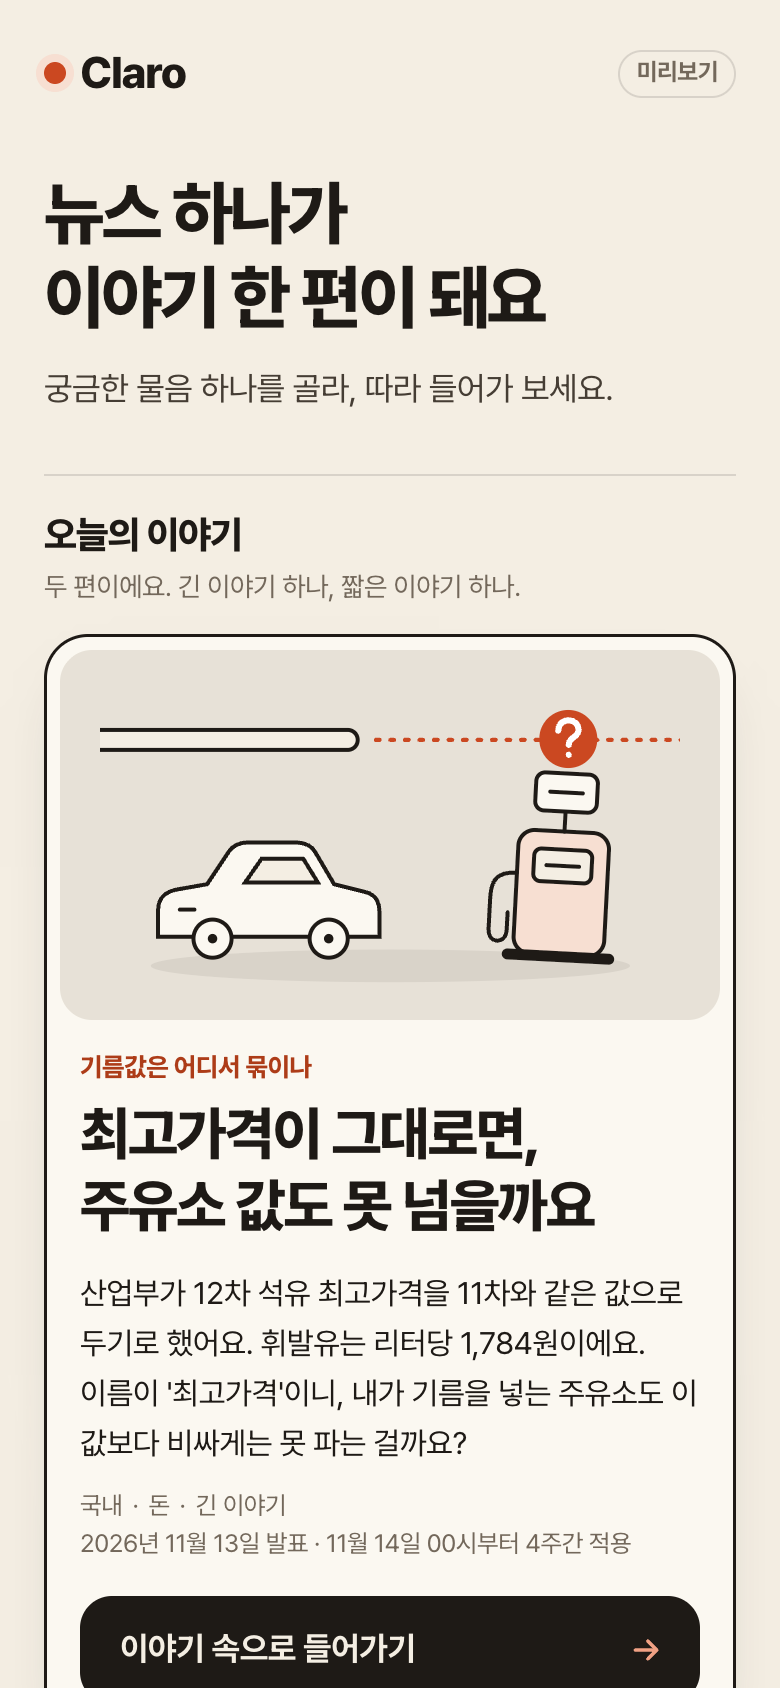 Claro
미리보기
뉴스 하나가
이야기 한 편이 돼요
궁금한 물음 하나를 골라, 따라 들어가 보세요.
오늘의 이야기
두 편이에요. 긴 이야기 하나, 짧은 이야기 하나.
?
기름값은 어디서 묶이나
최고가격이 그대로면,
주유소 값도 못 넘을까요
산업부가 12차 석유 최고가격을 11차와 같은 값으로
두기로 했어요. 휘발유는 리터당 1,784원이에요.
이름이 '최고가격'이니, 내가 기름을 넣는 주유소도 이
값보다 비싸게는 못 파는 걸까요?
국내 · 돈 · 긴 이야기
2026년 11월 13일 발표 · 11월 14일 00시부터 4주간 적용
이야기 속으로 들어가기 →